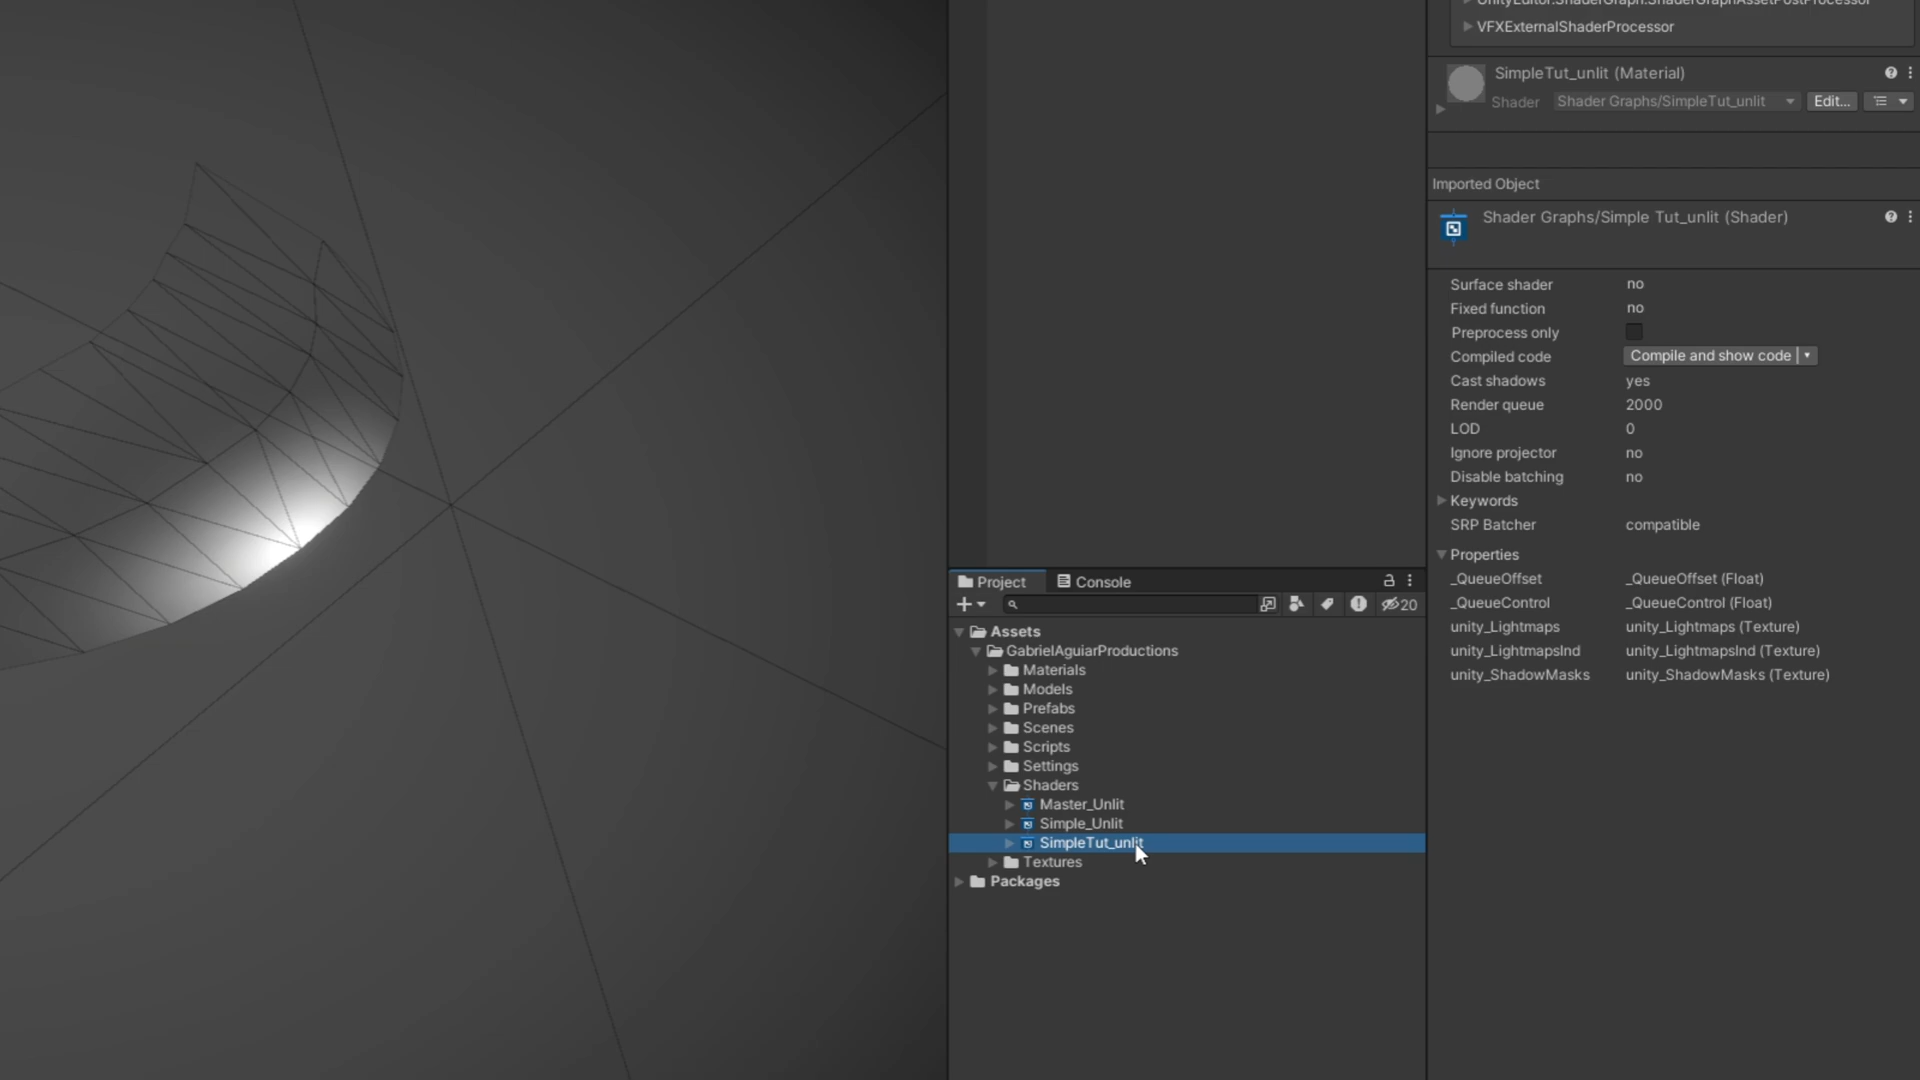 UnityEditor.ShaderGraph.ShaderGraphAssetPostProcessor
VFXExternalShaderProcessor
SimpleTut_unlit (Material)
Shader Shader Graphs/SimpleTut_unlit Edit...
Imported Object
Shader Graphs/Simple Tut_unlit (Shader)
Surface shader no
Fixed function no
Preprocess only
Compiled code Compile and show code
Cast shadows yes
Render queue 2000
LOD 0
Ignore projector no
Disable batching no
Keywords
SRP Batcher compatible
Properties
_QueueOffset _QueueOffset (Float)
_QueueControl _QueueControl (Float)
unity_Lightmaps unity_Lightmaps (Texture)
unity_LightmapsInd unity_LightmapsInd (Texture)
unity_ShadowMasks unity_ShadowMasks (Texture)
Project Console
20
Assets
GabrielAguiarProductions
Materials
Models
Prefabs
Scenes
Scripts
Settings
Shaders
Master_Unlit
Simple_Unlit
SimpleTut_unlit
Textures
Packages